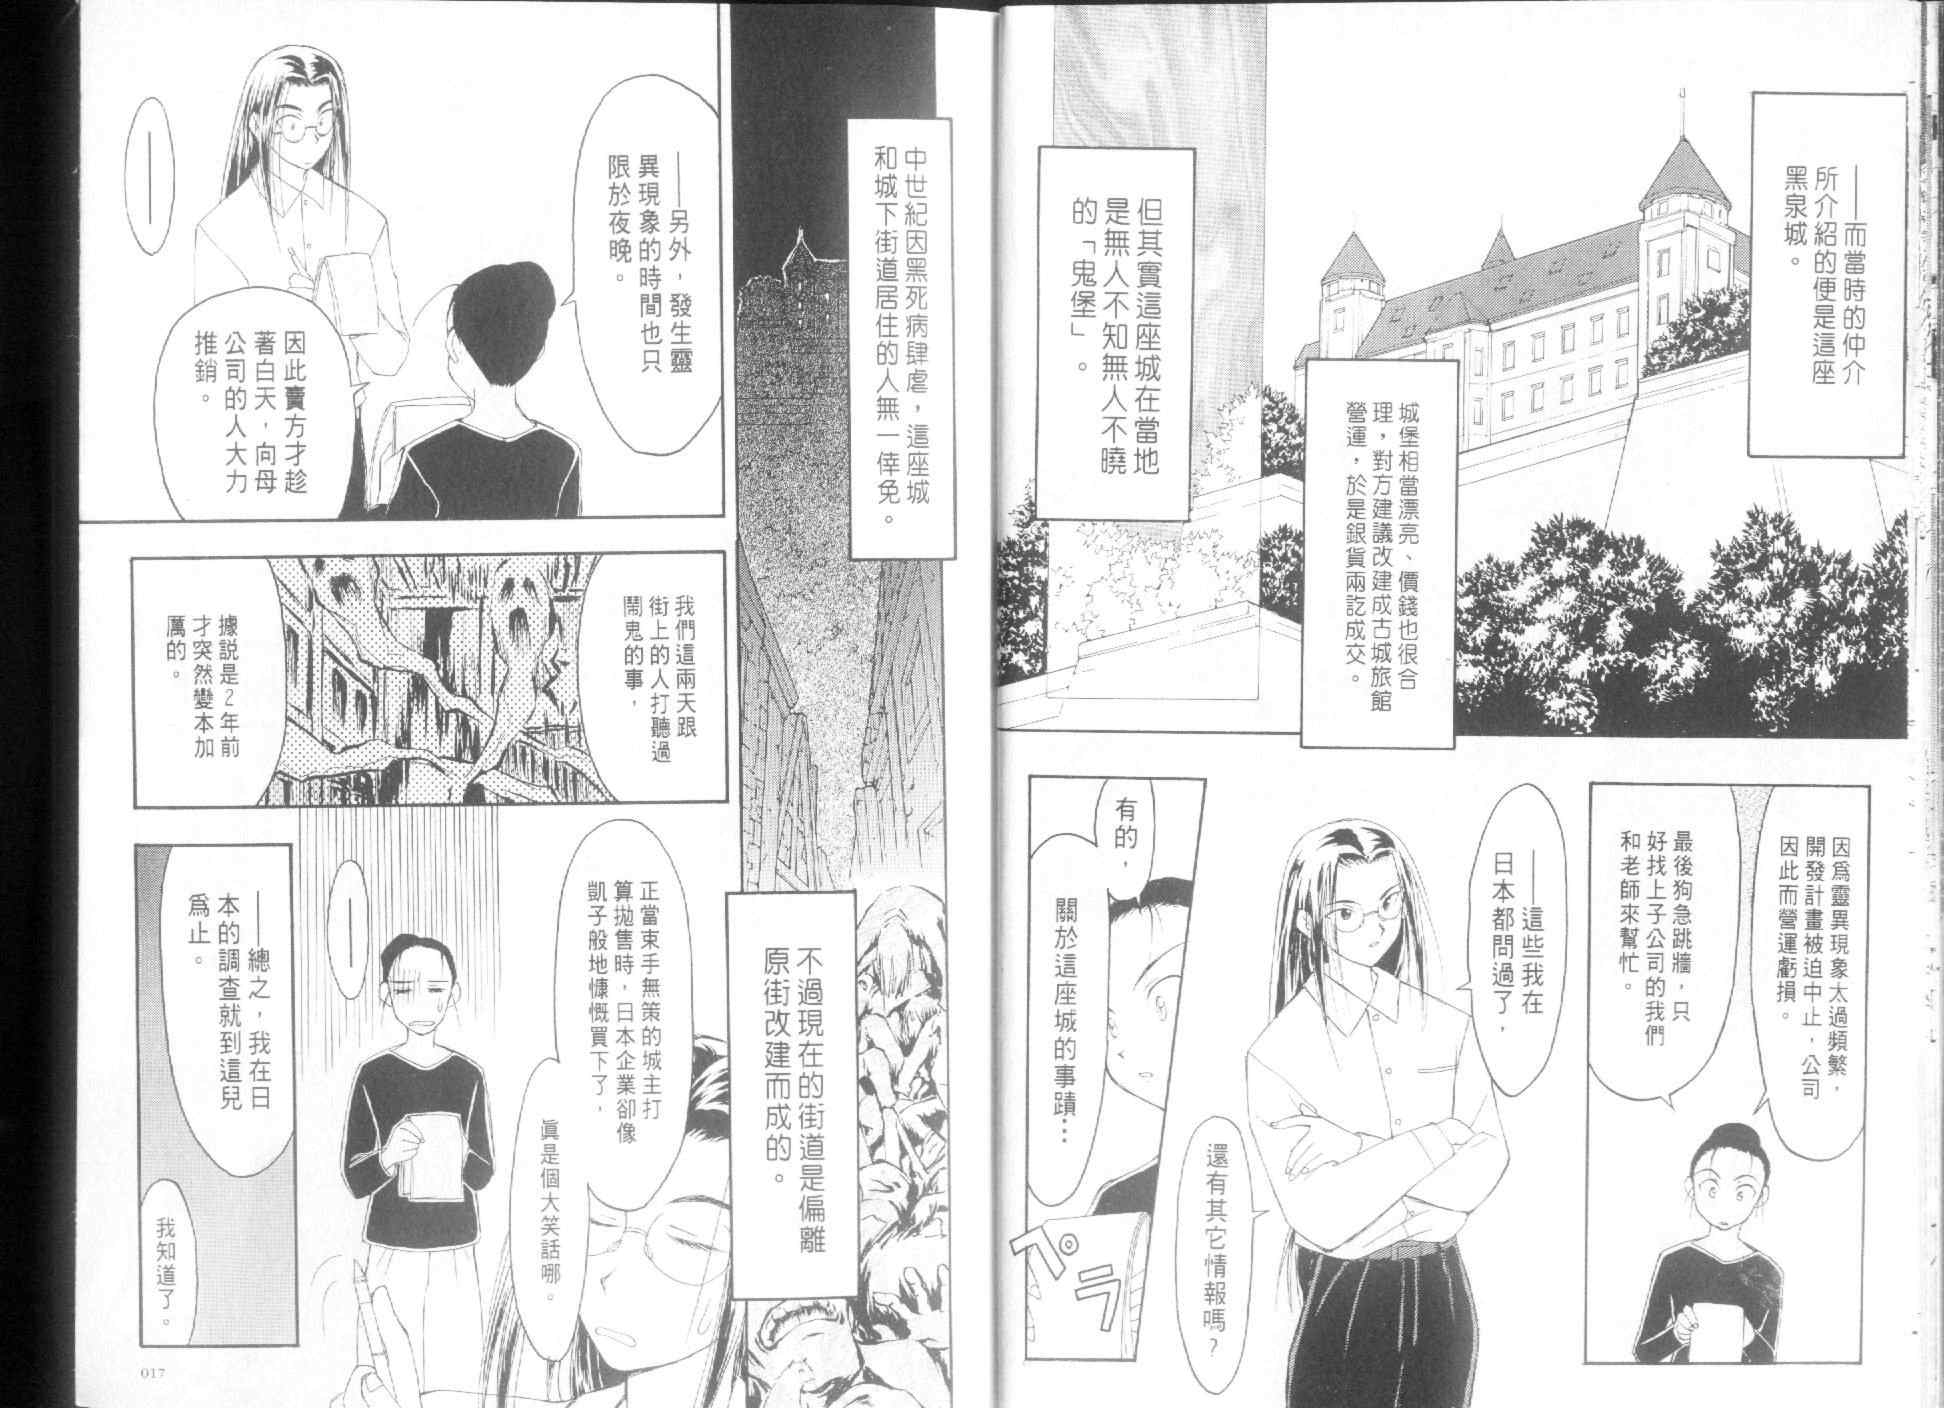 ——而當時的仲介
所介紹的便是這座
黑泉城。
城堡相當漂亮、價錢也很合
理，對方建議改建成古城旅館
營運，於是銀貨兩訖成交。
但其實這座城在當地
是無人不知無人不曉
的「鬼堡」。
因爲靈異現象太過頻繁，
開發計畫被迫中止，公司
因此而營運虧損。
最後狗急跳牆，只
好找上子公司的我們
和老師來幫忙。
——這些我在
日本都問過了，
還有其它情報嗎？
有的，
關於這座城的事蹟…
ペラ
中世紀因黑死病肆虐，這座城
和城下街道居住的人無一倖免。
不過現在的街道是偏離
原街改建而成的。
——另外，發生靈
異現象的時間也只
限於夜晚。
因此賣方才趁
著白天，向母
公司的人大力
推銷。
——
我們這兩天跟
街上的人打聽過
鬧鬼的事，
據說是2年前
才突然變本加
厲的。
正當束手無策的城主打
算拋售時，日本企業卻像
凱子般地慷慨買下了，
眞是個大笑話哪。
——
——總之，我在日
本的調查就到這兒
爲止。
我知道了。
017